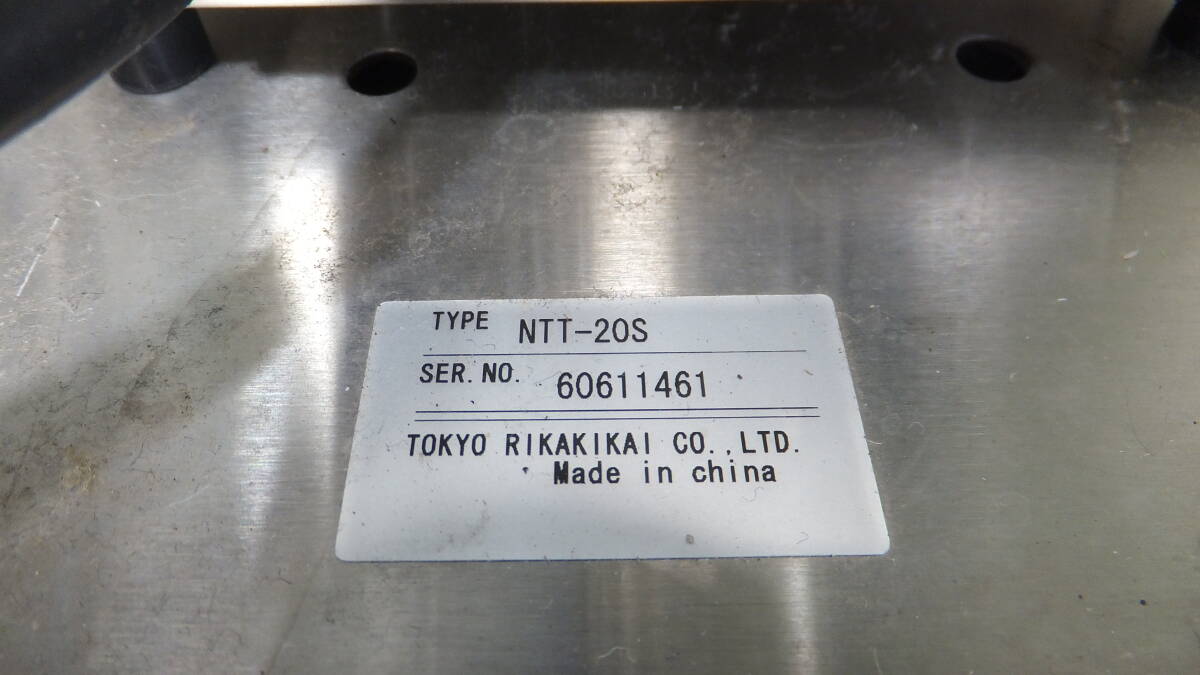 TYPE NTT-20S
SER. NO. 60611461
TOKYO RIKAKIKAI CO.,LTD.
Made in china